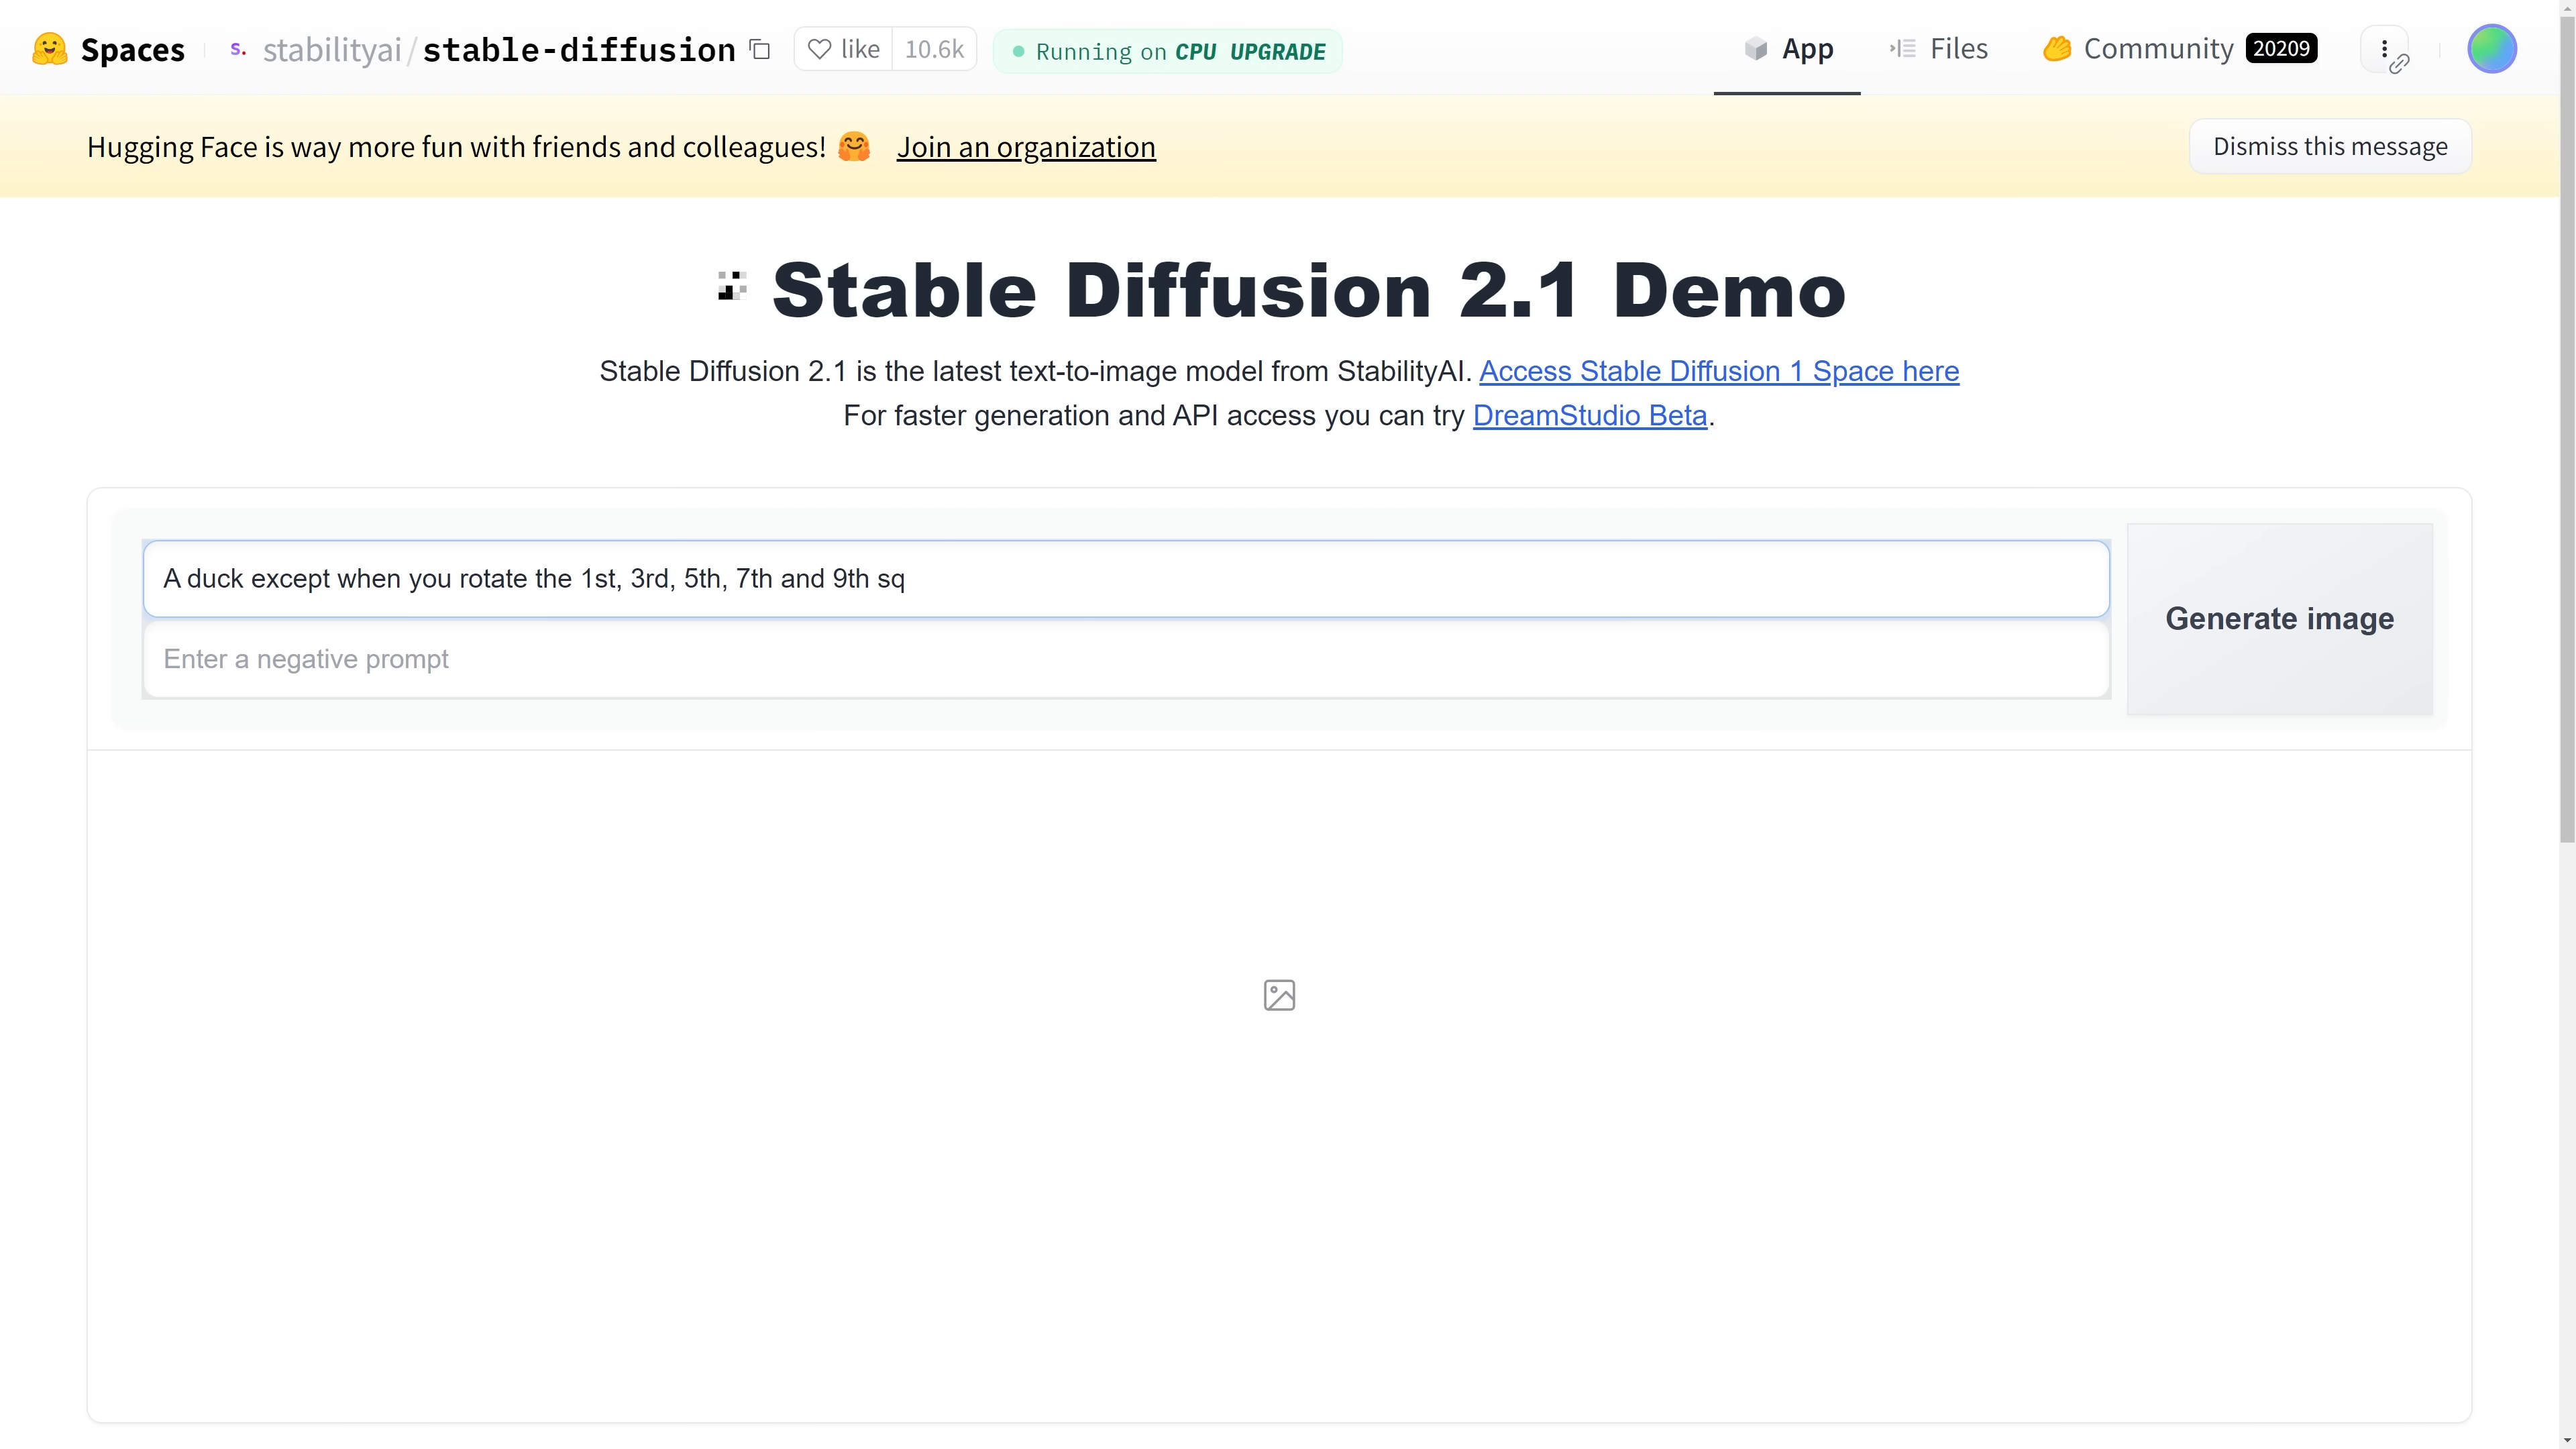 Spaces
S. stabilityai/stable-diffusion
like 10.6k
Running on CPU UPGRADE
App
Files
Community 20209
Hugging Face is way more fun with friends and colleagues! 🤗 Join an organization
Dismiss this message
Stable Diffusion 2.1 Demo
Stable Diffusion 2.1 is the latest text-to-image model from StabilityAI. Access Stable Diffusion 1 Space here
For faster generation and API access you can try DreamStudio Beta.
A duck except when you rotate the 1st, 3rd, 5th, 7th and 9th sq
Enter a negative prompt
Generate image